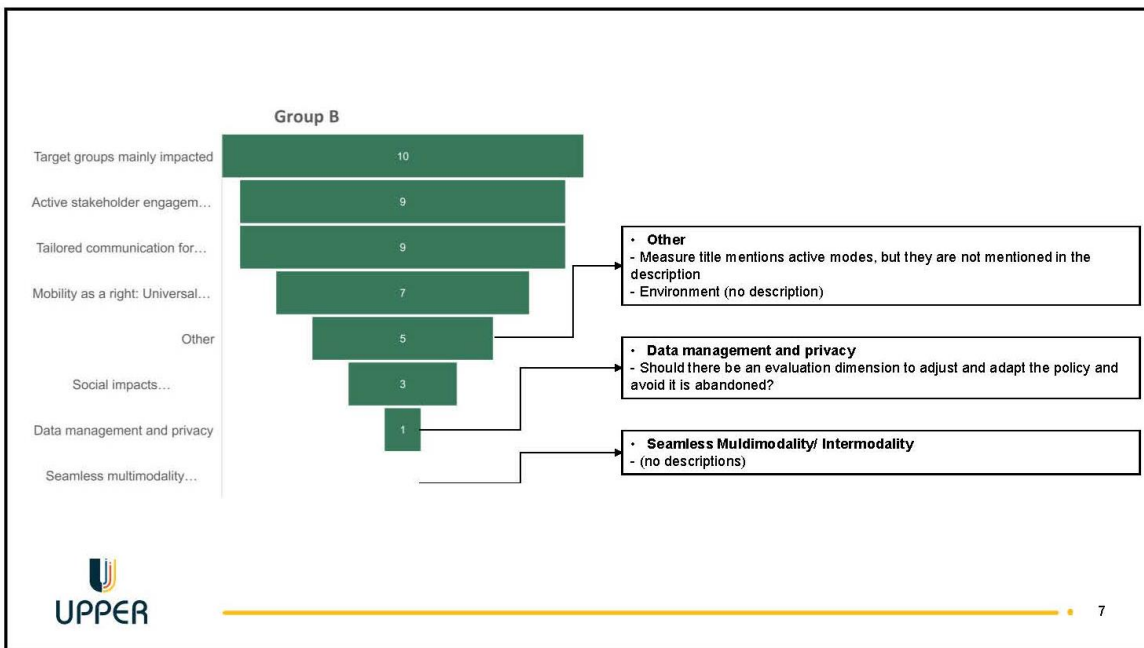 Group B
Target groups mainly impacted
10
Active stakeholder engagem...
9
Tailored communication for...
9
Mobility as a right: Universal...
7
Other
5
Social impacts...
3
Data management and privacy
1
Seamless multimodality...
• Other
- Measure title mentions active modes, but they are not mentioned in the
description
- Environment (no description)
• Data management and privacy
- Should there be an evaluation dimension to adjust and adapt the policy and
avoid it is abandoned?
• Seamless Muldimodality/ Intermodality
- (no descriptions)
UPPER
7